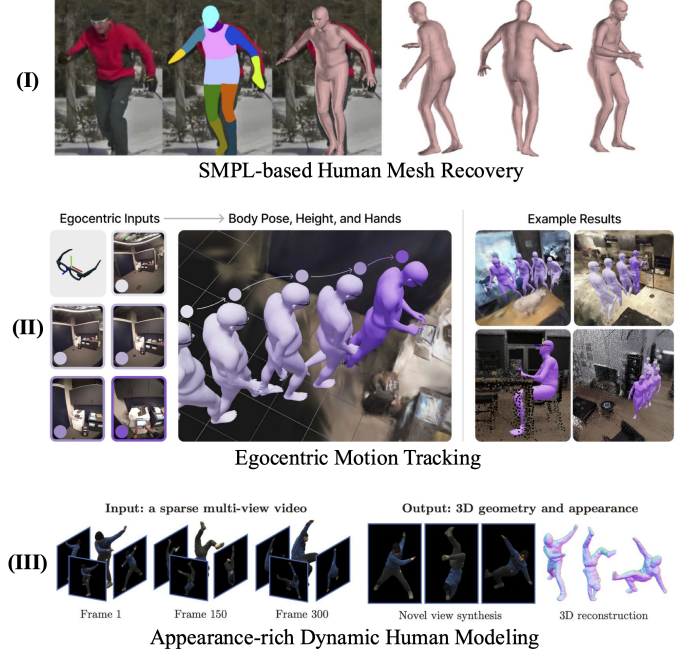 (I)
SMPL-based Human Mesh Recovery
Egocentric Inputs
Body Pose, Height, and Hands
Example Results
(II)
Egocentric Motion Tracking
Input: a sparse multi-view video
Output: 3D geometry and appearance
(III)
Frame 1
Frame 150
Frame 300
Novel view synthesis
3D reconstruction
Appearance-rich Dynamic Human Modeling